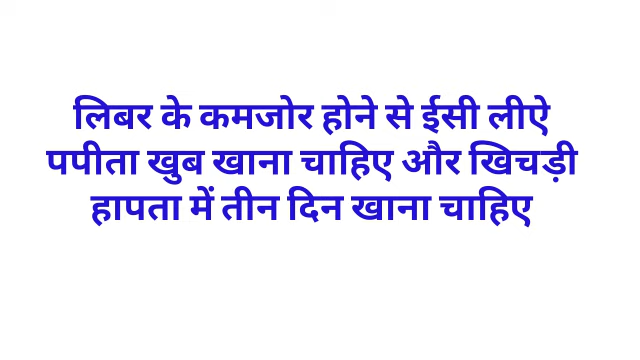 लिबर के कमजोर होने से ईसी लीऐ
पपीता खुब खाना चाहिए और खिचड़ी
हापता में तीन दिन खाना चाहिए